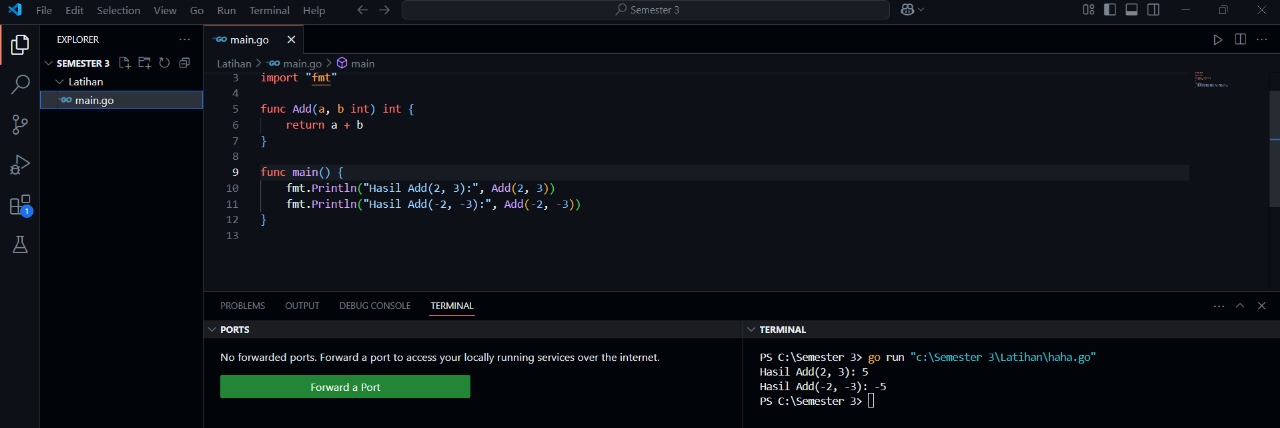 File Edit Selection View Go Run Terminal Help
Semester 3
EXPLORER
SEMESTER 3
Latihan
main.go
main.go
Latihan > main.go > main
3 import "fmt"
4
5 func Add(a, b int) int {
6 return a + b
7 }
8
9 func main() {
10 fmt.Println("Hasil Add(2, 3):", Add(2, 3))
11 fmt.Println("Hasil Add(-2, -3):", Add(-2, -3))
12 }
13
1
PROBLEMS OUTPUT DEBUG CONSOLE TERMINAL
PORTS
No forwarded ports. Forward a port to access your locally running services over the internet.
Forward a Port
TERMINAL
PS C:\Semester 3> go run "c:\Semester 3\Latihan\haha.go"
Hasil Add(2, 3): 5
Hasil Add(-2, -3): -5
PS C:\Semester 3>